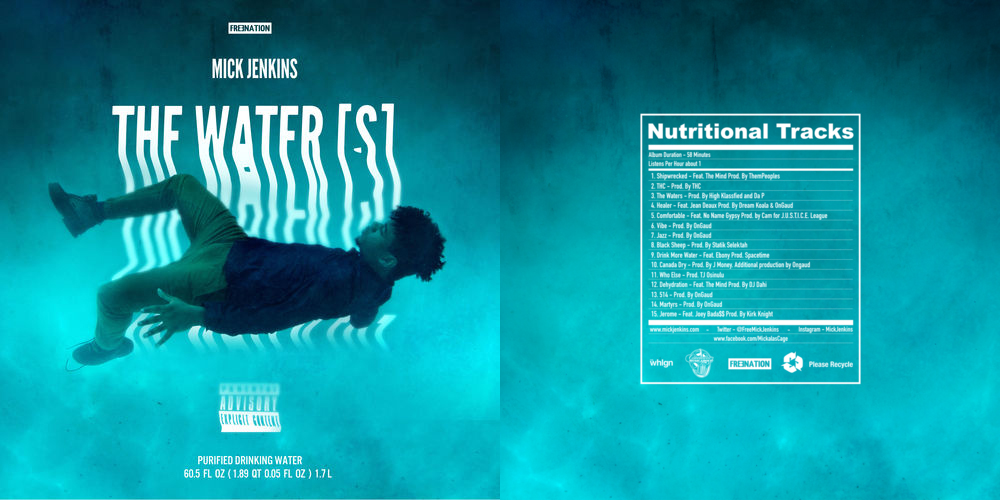 FREENATION
MICK JENKINS
THE WATER [S]
PARENTAL
ADVISORY
EXPLICIT CONTENT
PURIFIED DRINKING WATER
60.5 FL OZ ( 1.89 QT 0.05 FL OZ ) 1.7 L
Nutritional Tracks
Album Duration - 58 Minutes
Listens Per Hour about 1
1. Shipwrecked - Feat. The Mind Prod. By ThemPeoples
2. THC - Prod. By THC
3. The Waters - Prod. By High Klassfied and Da P
4. Healer - Feat. Jean Deaux Prod. By Dream Koala & OnGaud
5. Comfortable - Feat. No Name Gypsy Prod. by Cam for J.U.S.T.I.C.E. League
6. Vibe - Prod. By OnGaud
7. Jazz - Prod. By OnGaud
8. Black Sheep - Prod. By Statik Selektah
9. Drink More Water - Feat. Ebony Prod. Spacetime
10. Canada Dry - Prod. By J Money. Additional production by Ongaud
11. Who Else - Prod. TJ Osinulu
12. Dehydration - Feat. The Mind Prod. By DJ Dahi
13. 514 - Prod. By OnGaud
14. Martyrs - Prod. By OnGaud
15. Jerome - Feat. Joey Bada$$ Prod. By Kirk Knight
www.mickjenkins.com - Twitter - @FreeMickJenkins - Instagram - MickJenkins
www.facebook.com/MickalasCage
whlgn
FREENATION
Please Recycle